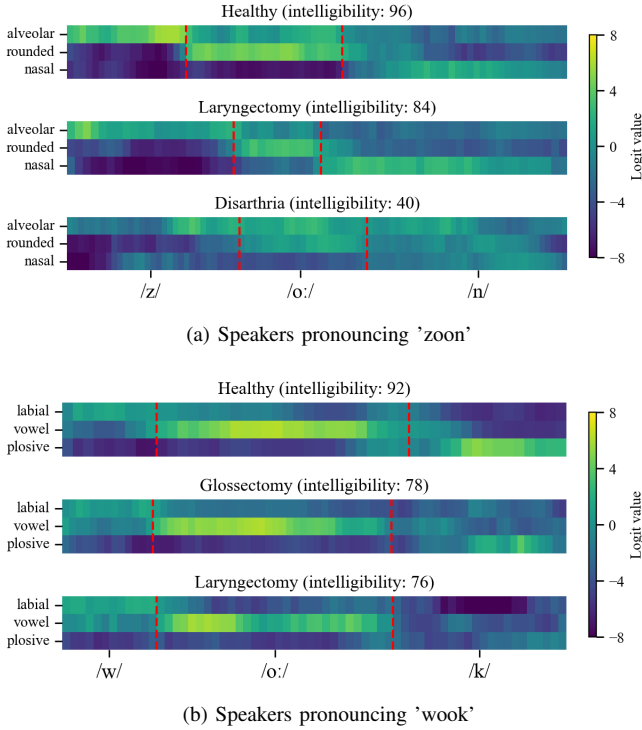 Healthy (intelligibility: 96)
alveolar
rounded
nasal
Laryngectomy (intelligibility: 84)
alveolar
rounded
nasal
Disarthria (intelligibility: 40)
alveolar
rounded
nasal
/z/ /oː/ /n/
8
4
0
−4
−8
Logit value
(a) Speakers pronouncing 'zoon'
Healthy (intelligibility: 92)
labial
vowel
plosive
Glossectomy (intelligibility: 78)
labial
vowel
plosive
Laryngectomy (intelligibility: 76)
labial
vowel
plosive
/w/ /oː/ /k/
8
4
0
−4
−8
Logit value
(b) Speakers pronouncing 'wook'